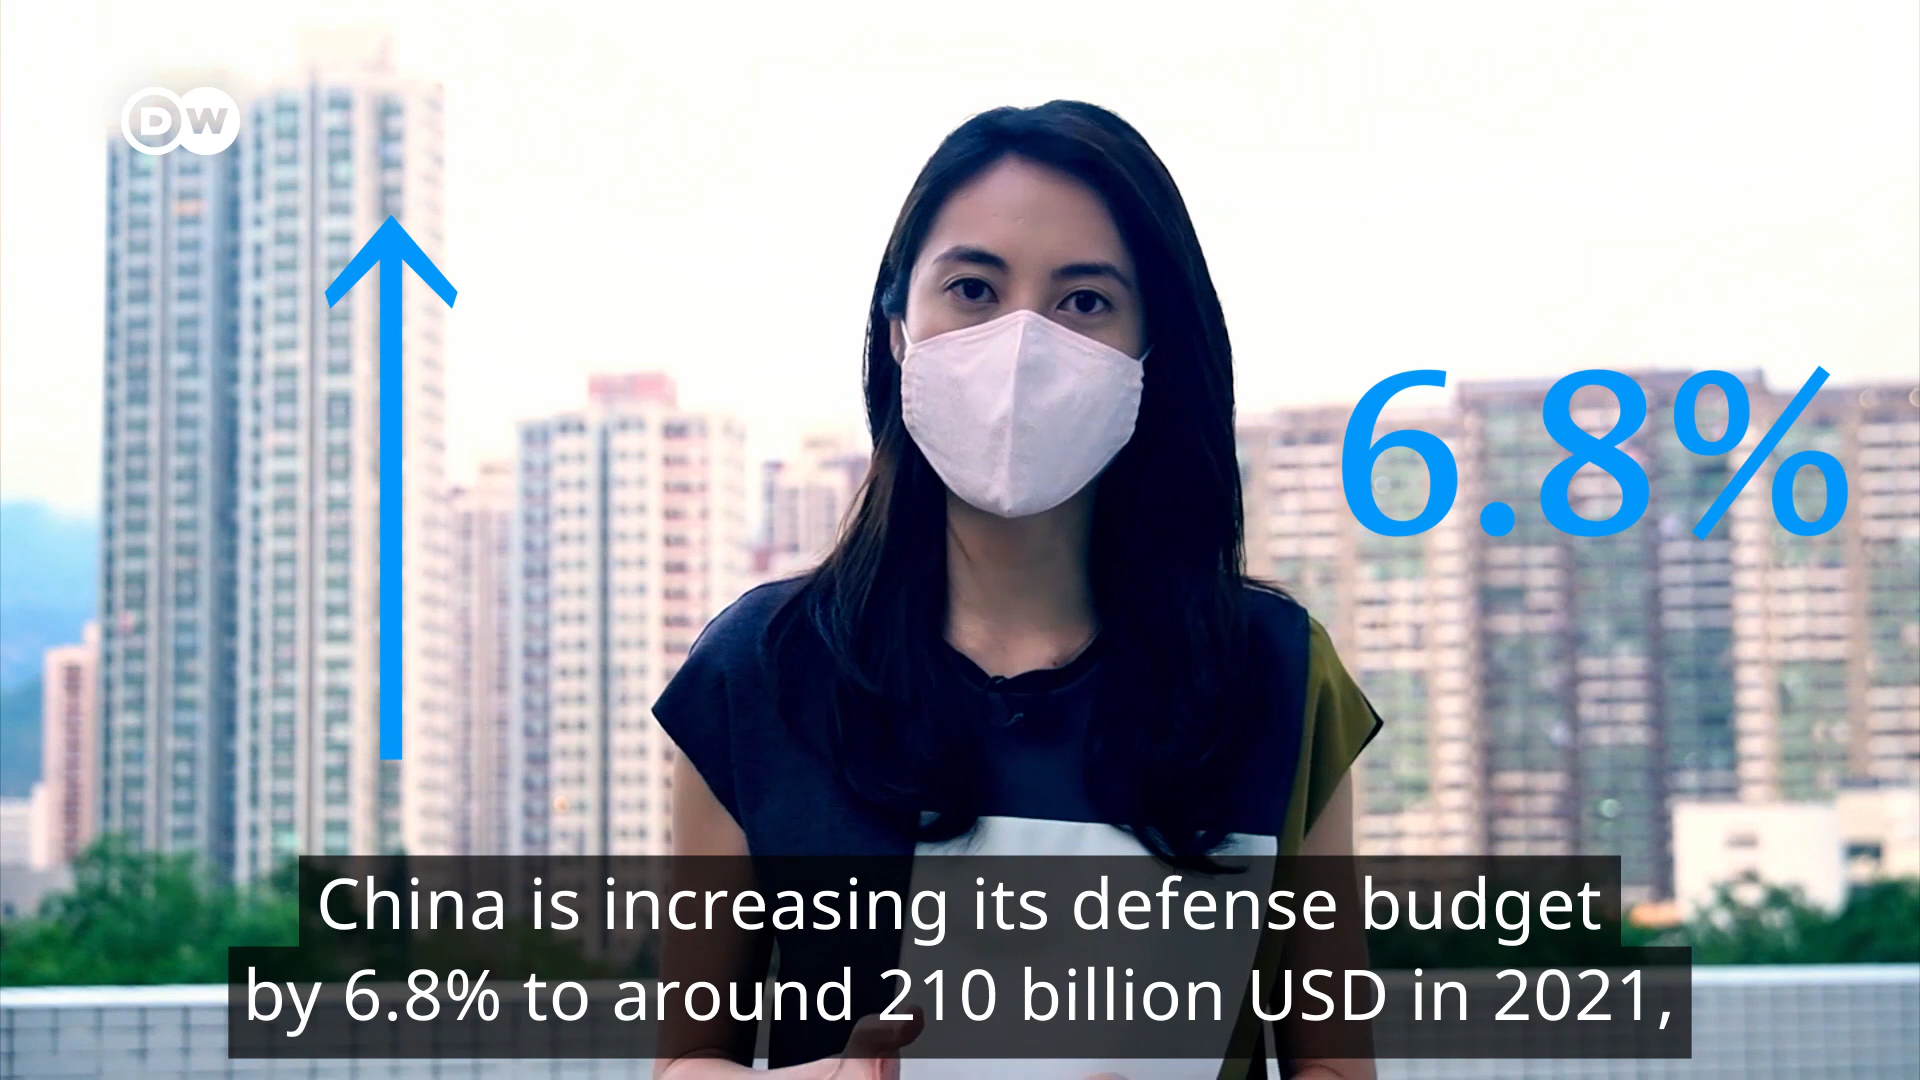 DW
6.8%
China is increasing its defense budget
by 6.8% to around 210 billion USD in 2021,